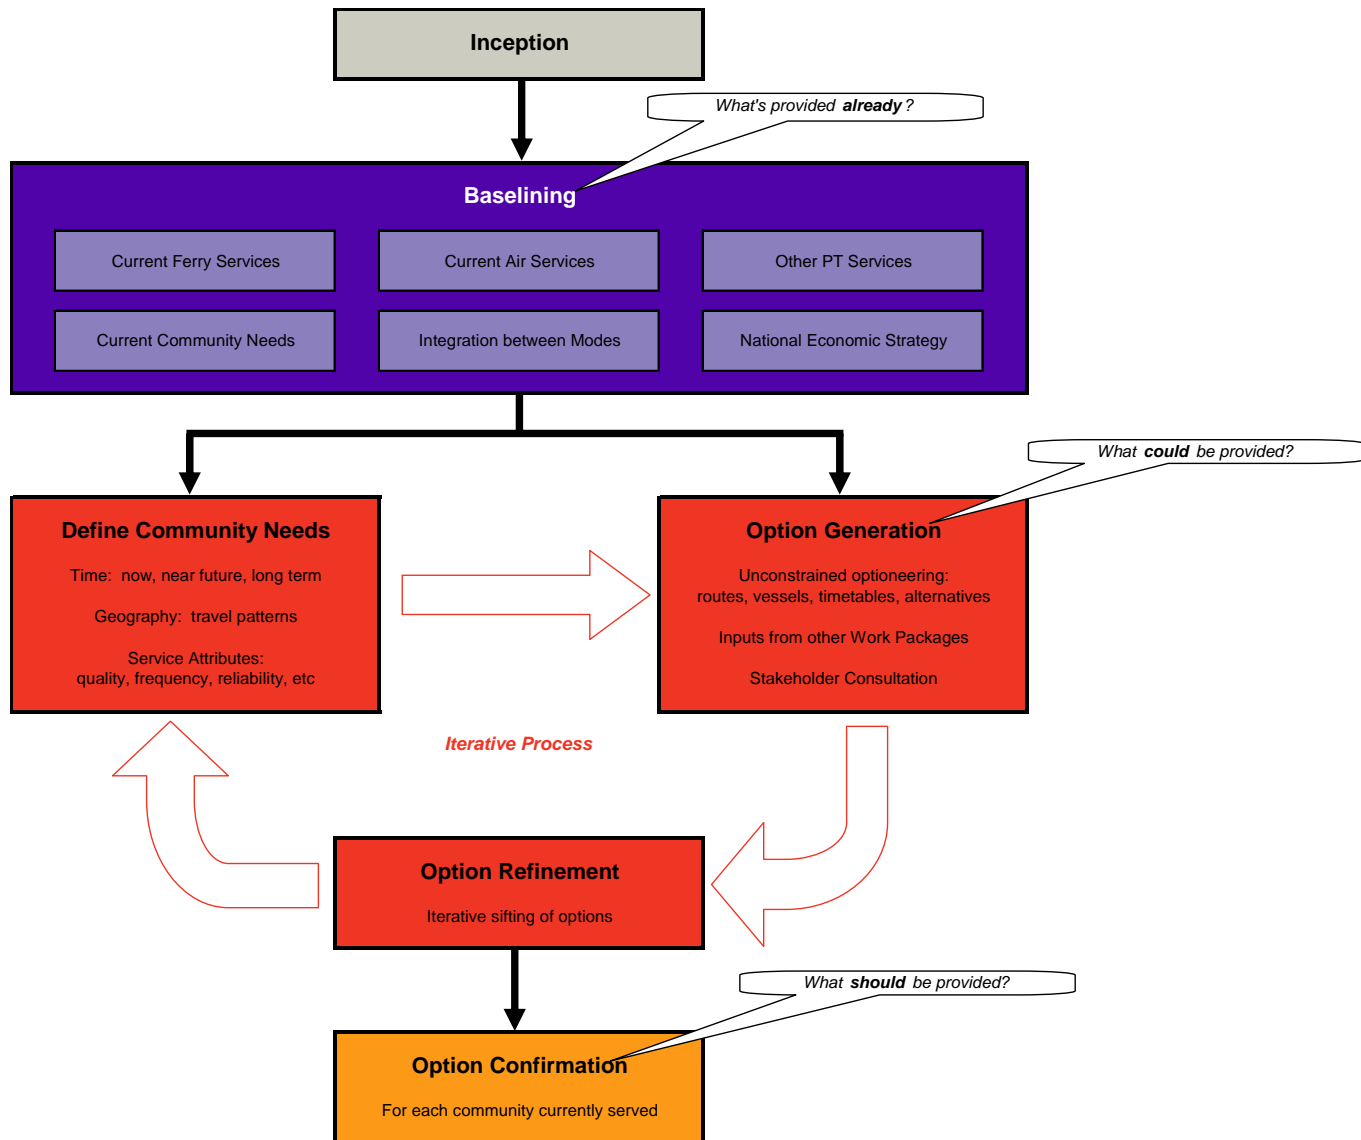 Inception
What's provided already?
Baselining
Current Ferry Services
Current Air Services
Other PT Services
Current Community Needs
Integration between Modes
National Economic Strategy
What could be provided?
Define Community Needs
Time: now, near future, long term
Geography: travel patterns
Service Attributes:
quality, frequency, reliability, etc
Option Generation
Unconstrained optioneering:
routes, vessels, timetables, alternatives
Inputs from other Work Packages
Stakeholder Consultation
Iterative Process
Option Refinement
Iterative sifting of options
What should be provided?
Option Confirmation
For each community currently served